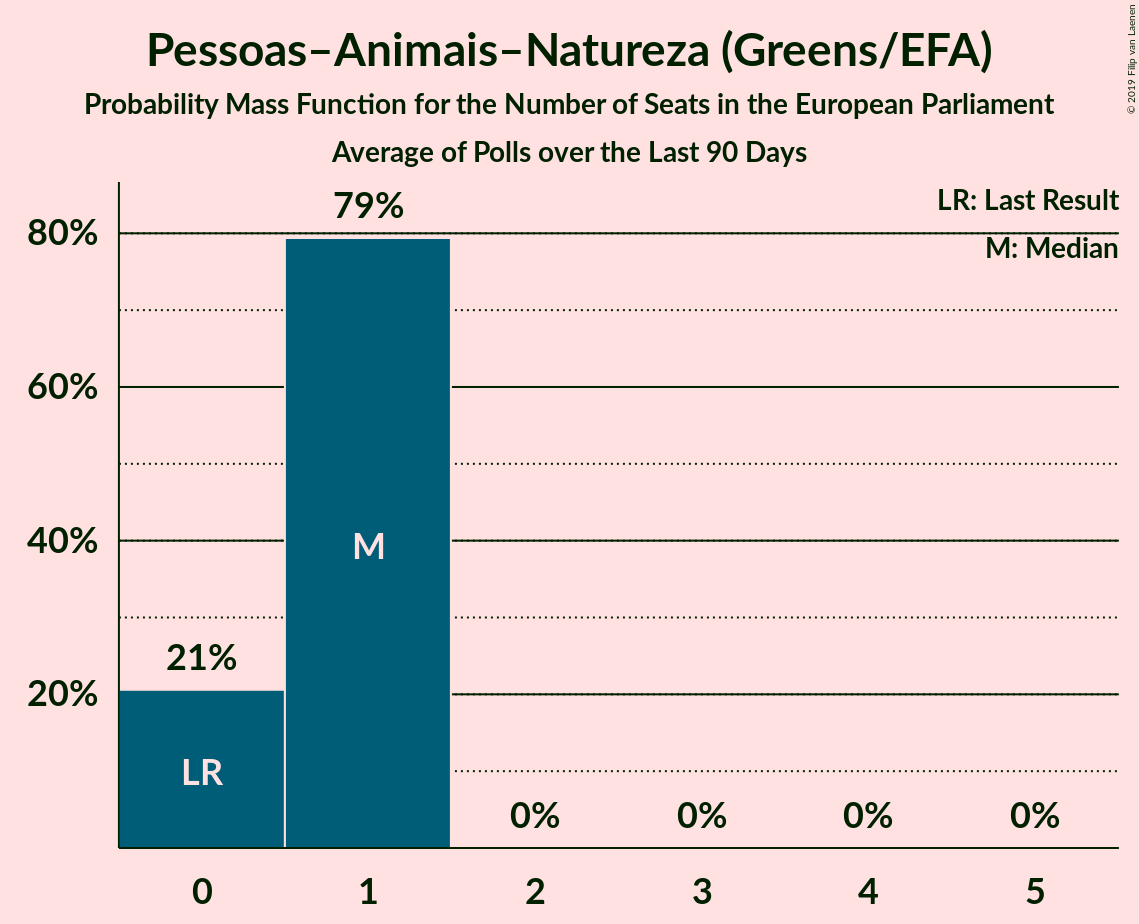 Pessoas–Animais–Natureza (Greens/EFA)
Probability Mass Function for the Number of Seats in the European Parliament
Average of Polls over the Last 90 Days
© 2019 Filip van Laenen
LR: Last Result
M: Median
80%
60%
40%
20%
79%
21%
0%
0%
0%
0%
M
LR
0
1
2
3
4
5